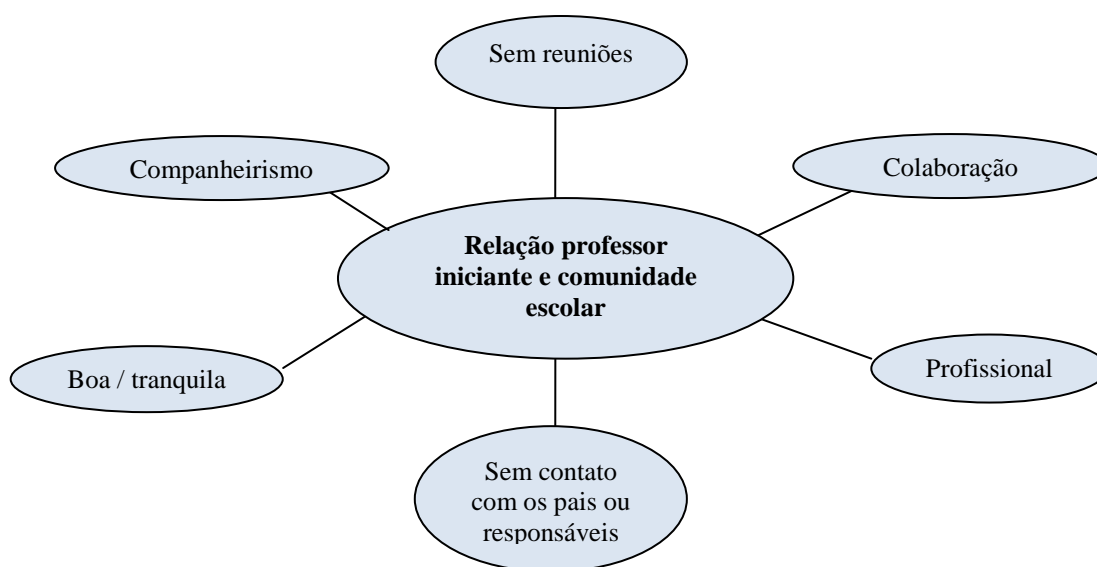 Sem reuniões
Companheirismo
Colaboração
Relação professor
iniciante e comunidade
escolar
Boa / tranquila
Profissional
Sem contato
com os pais ou
responsáveis